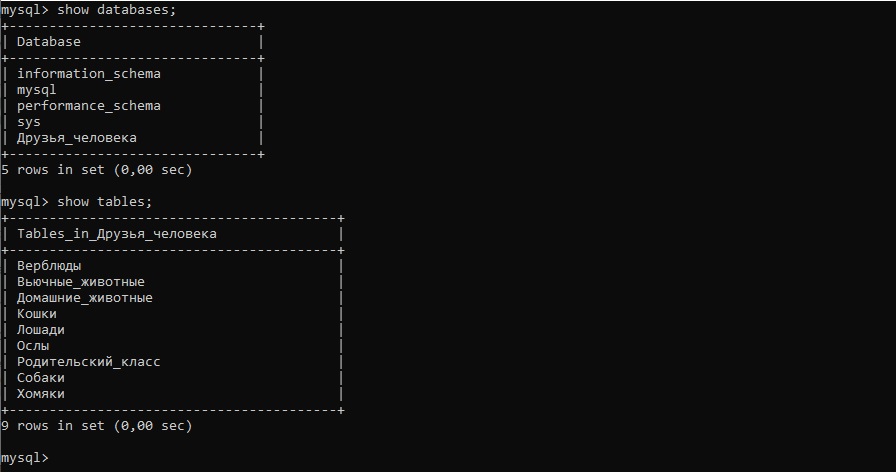 mysql> show databases;
+-------------------------------+
| Database                      |
+-------------------------------+
| information_schema            |
| mysql                         |
| performance_schema            |
| sys                           |
| Друзья_человека               |
+-------------------------------+
5 rows in set (0,00 sec)
mysql> show tables;
+-----------------------------------------+
| Tables_in_Друзья_человека               |
+-----------------------------------------+
| Верблюды                                |
| Вьючные_животные                        |
| Домашние_животные                       |
| Кошки                                   |
| Лошади                                  |
| Ослы                                    |
| Родительский_класс                      |
| Собаки                                  |
| Хомяки                                  |
+-----------------------------------------+
9 rows in set (0,00 sec)
mysql>